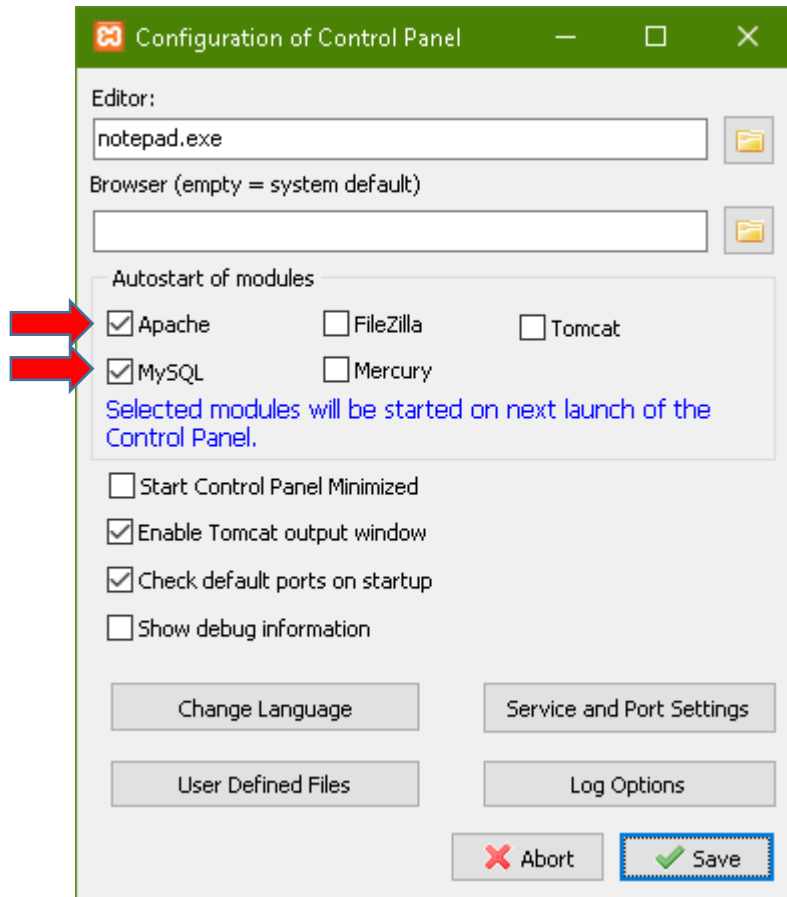 Configuration of Control Panel
Editor:
notepad.exe
Browser (empty = system default)
Autostart of modules
Apache FileZilla Tomcat
MySQL Mercury
Selected modules will be started on next launch of the
Control Panel.
Start Control Panel Minimized
Enable Tomcat output window
Check default ports on startup
Show debug information
Change Language Service and Port Settings
User Defined Files Log Options
Abort Save